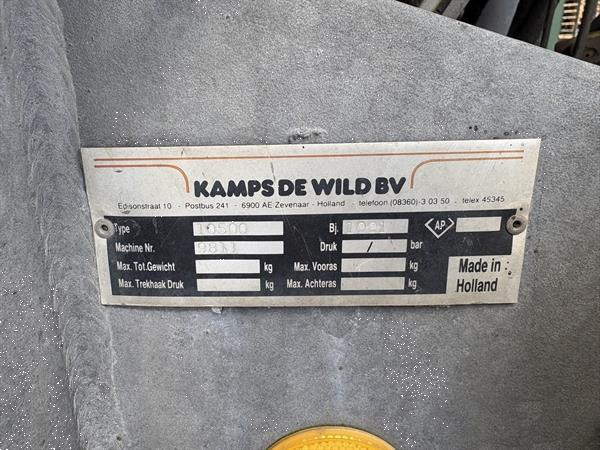 KAMPS DE WILD BV
Edisonstraat 10 - Postbus 241 - 6900 AE Zevenaar - Holland - telefoon (08360)-3 03 50 - telex 45345
Type 10500 Bj. AP
Machine Nr. Druk / bar
Max. Tot.Gewicht kg Max. Vooras kg
Max. Trekhaak Druk kg Max. Achteras kg
Made in Holland